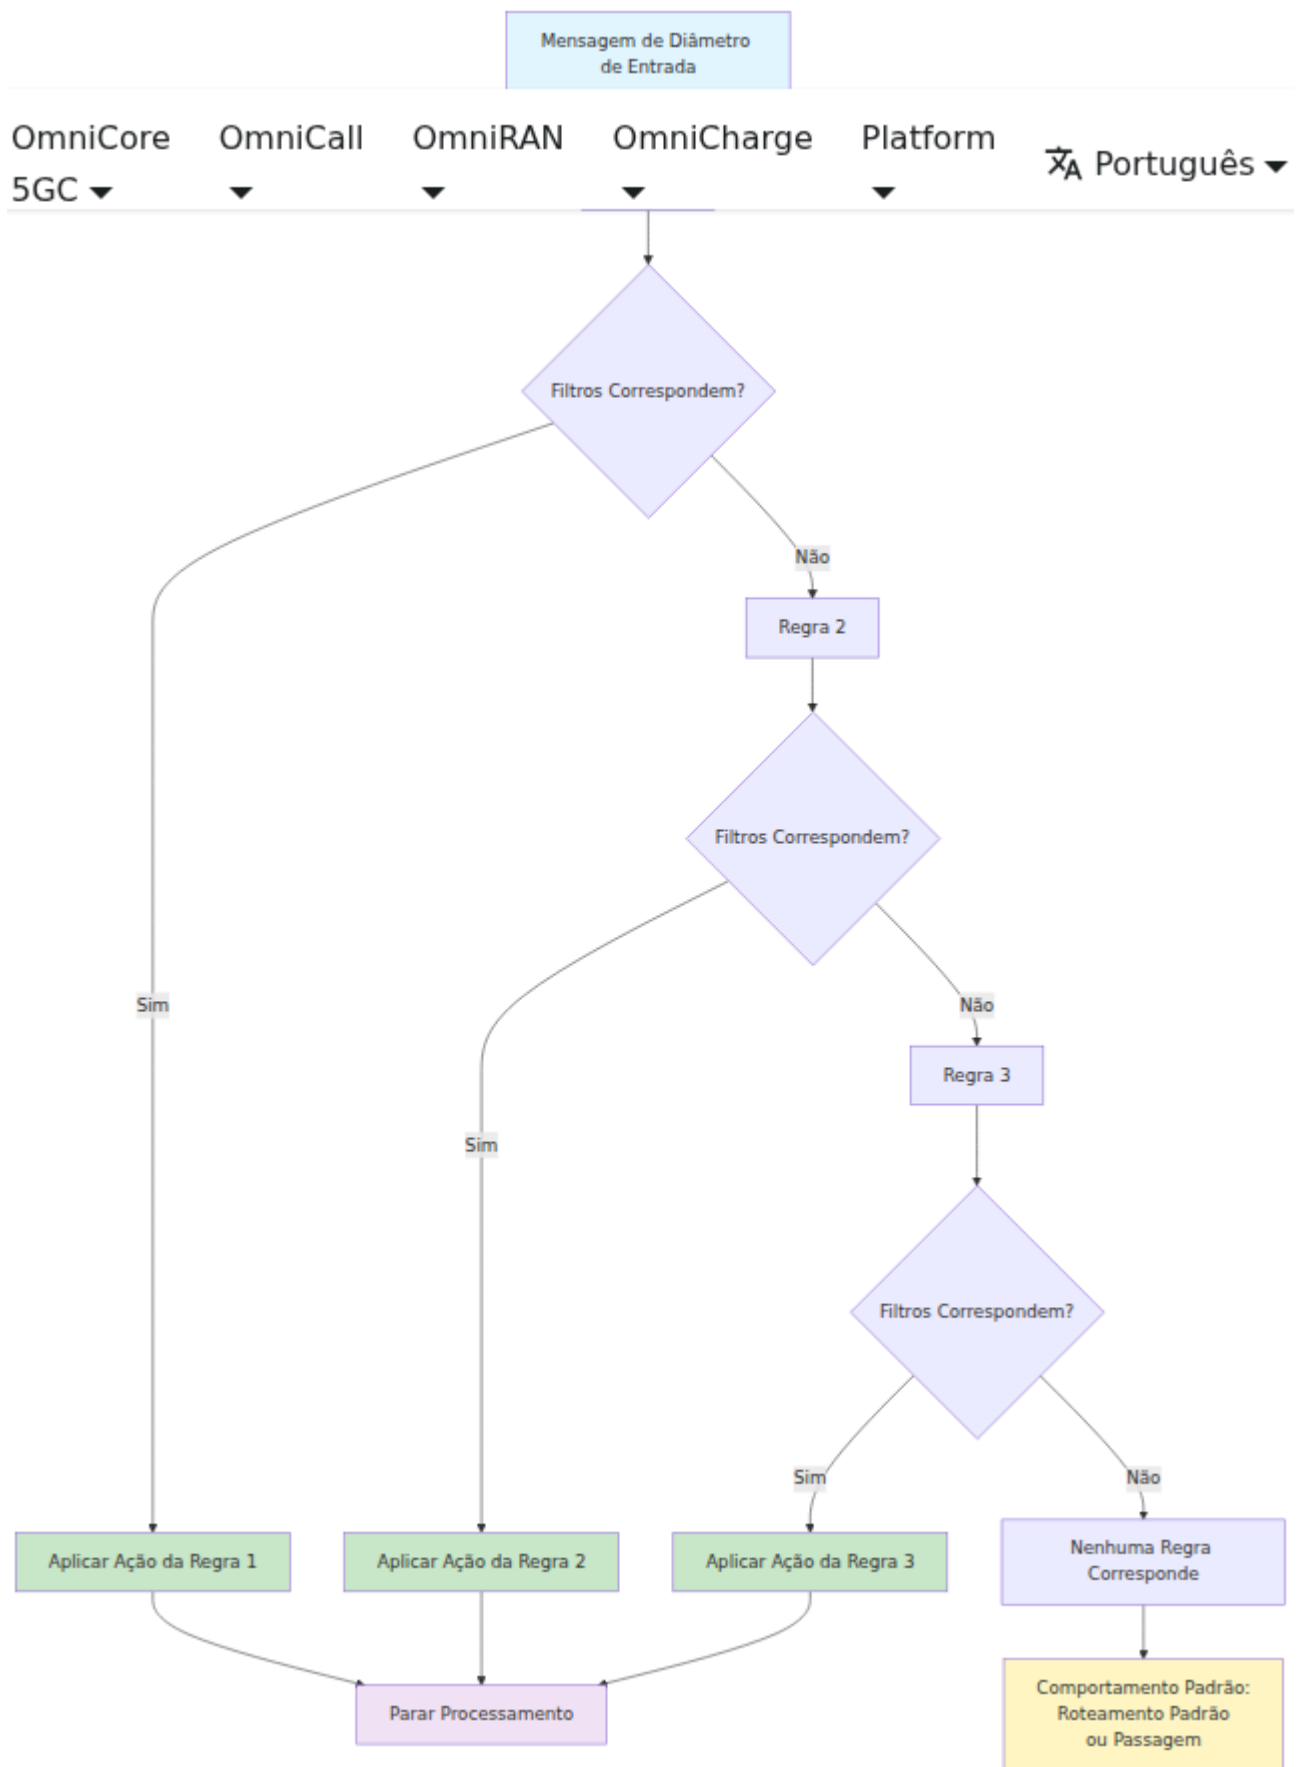 Mensagem de Diâmetro
de Entrada
OmniCore
5GC
OmniCall
OmniRAN
OmniCharge
Platform
Português
Filtros Correspondem?
Não
Regra 2
Filtros Correspondem?
Sim
Não
Regra 3
Sim
Filtros Correspondem?
Sim
Não
Aplicar Ação da Regra 1
Aplicar Ação da Regra 2
Aplicar Ação da Regra 3
Nenhuma Regra
Corresponde
Parar Processamento
Comportamento Padrão:
Roteamento Padrão
ou Passagem